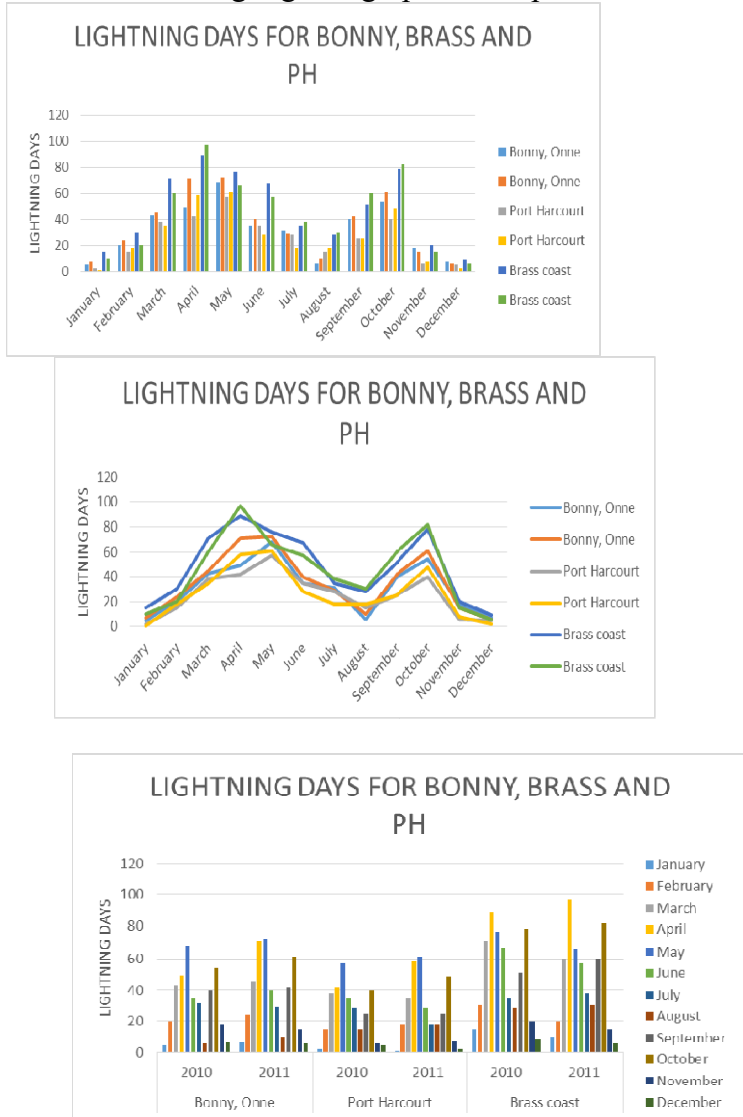 LIGHTNING DAYS FOR BONNY, BRASS AND
PH
120
100
80
60
40
20
0
LIGHTNING DAYS
January
February
March
April
May
June
July
August
September
October
November
December
Bonny, Onne
Bonny, Onne
Port Harcourt
Port Harcourt
Brass coast
Brass coast
LIGHTNING DAYS FOR BONNY, BRASS AND
PH
120
100
80
60
40
20
0
LIGHTNING DAYS
January
February
March
April
May
June
July
August
September
October
November
December
Bonny, Onne
Bonny, Onne
Port Harcourt
Port Harcourt
Brass coast
Brass coast
LIGHTNING DAYS FOR BONNY, BRASS AND
PH
120
100
80
60
40
20
0
LIGHTNING DAYS
2010 2011 2010 2011 2010 2011
Bonny, Onne Port Harcourt Brass coast
January
February
March
April
May
June
July
August
September
October
November
December